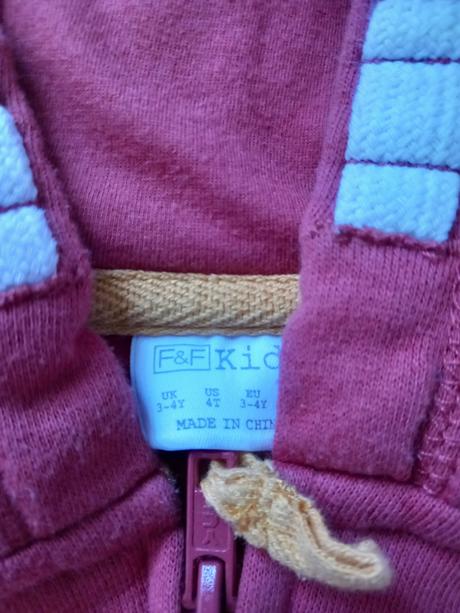 F&F Kid
UK US EU
3-4Y 4T 3-4Y
MADE IN CHIN